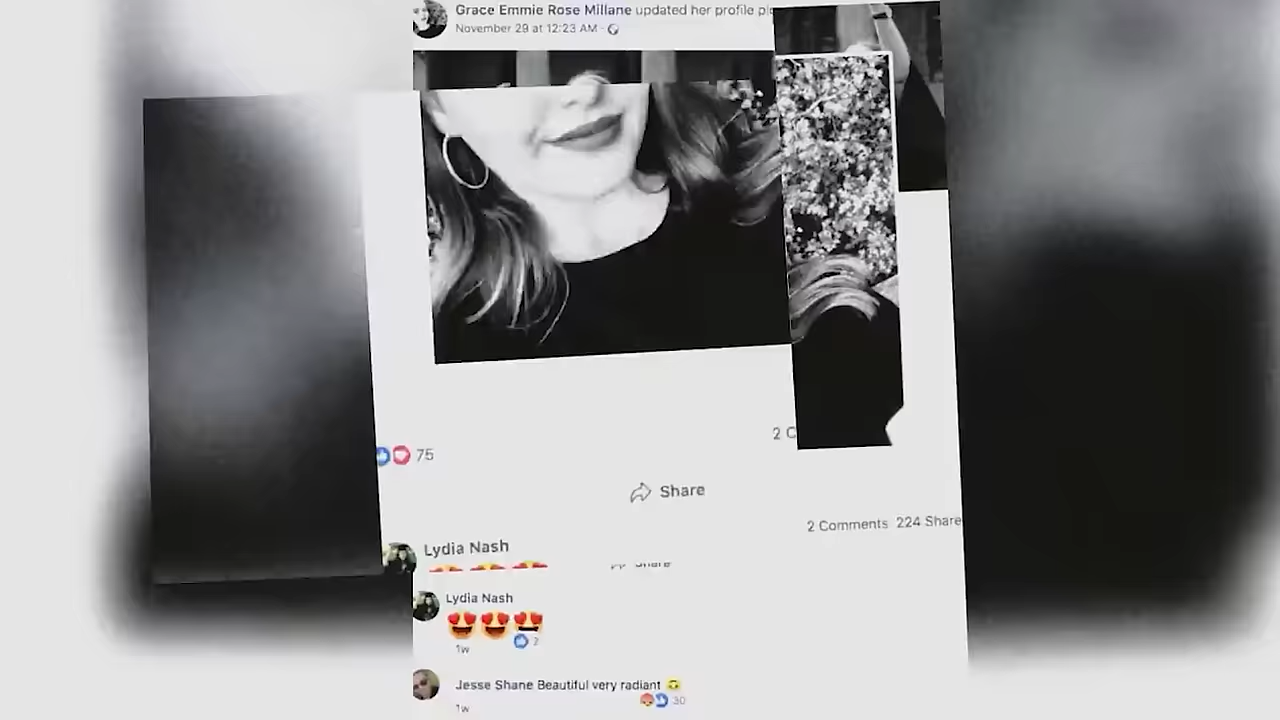 Grace Emmie Rose Millane updated her profile
November 29 at 12:23 AM
75
2
Share
2 Comments 224 Share
Lydia Nash
Share
Lydia Nash
2
1w
Jesse Shane Beautiful very radiant
30
1w